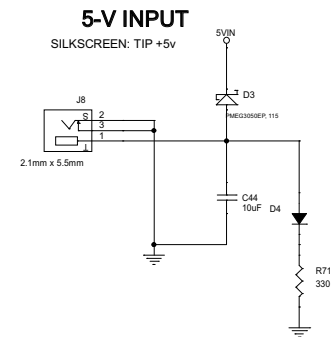 5-V INPUT
SILKSCREEN: TIP +5v
5VIN
D3
PMEG3050EP, 115
J8
S
2
3
1
T
2.1mm x 5.5mm
C44
10uF
D4
R71
330